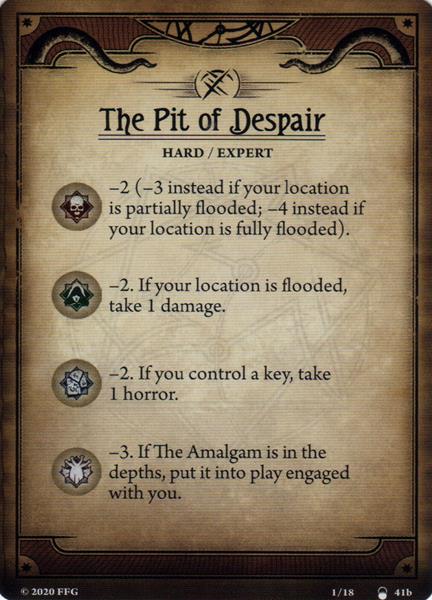 The Pit of Despair
HARD / EXPERT
–2 (–3 instead if your location
is partially flooded; –4 instead if
your location is fully flooded).
–2. If your location is flooded,
take 1 damage.
–2. If you control a key, take
1 horror.
–3. If The Amalgam is in the
depths, put it into play engaged
with you.
© 2020 FFG
1/18
41b